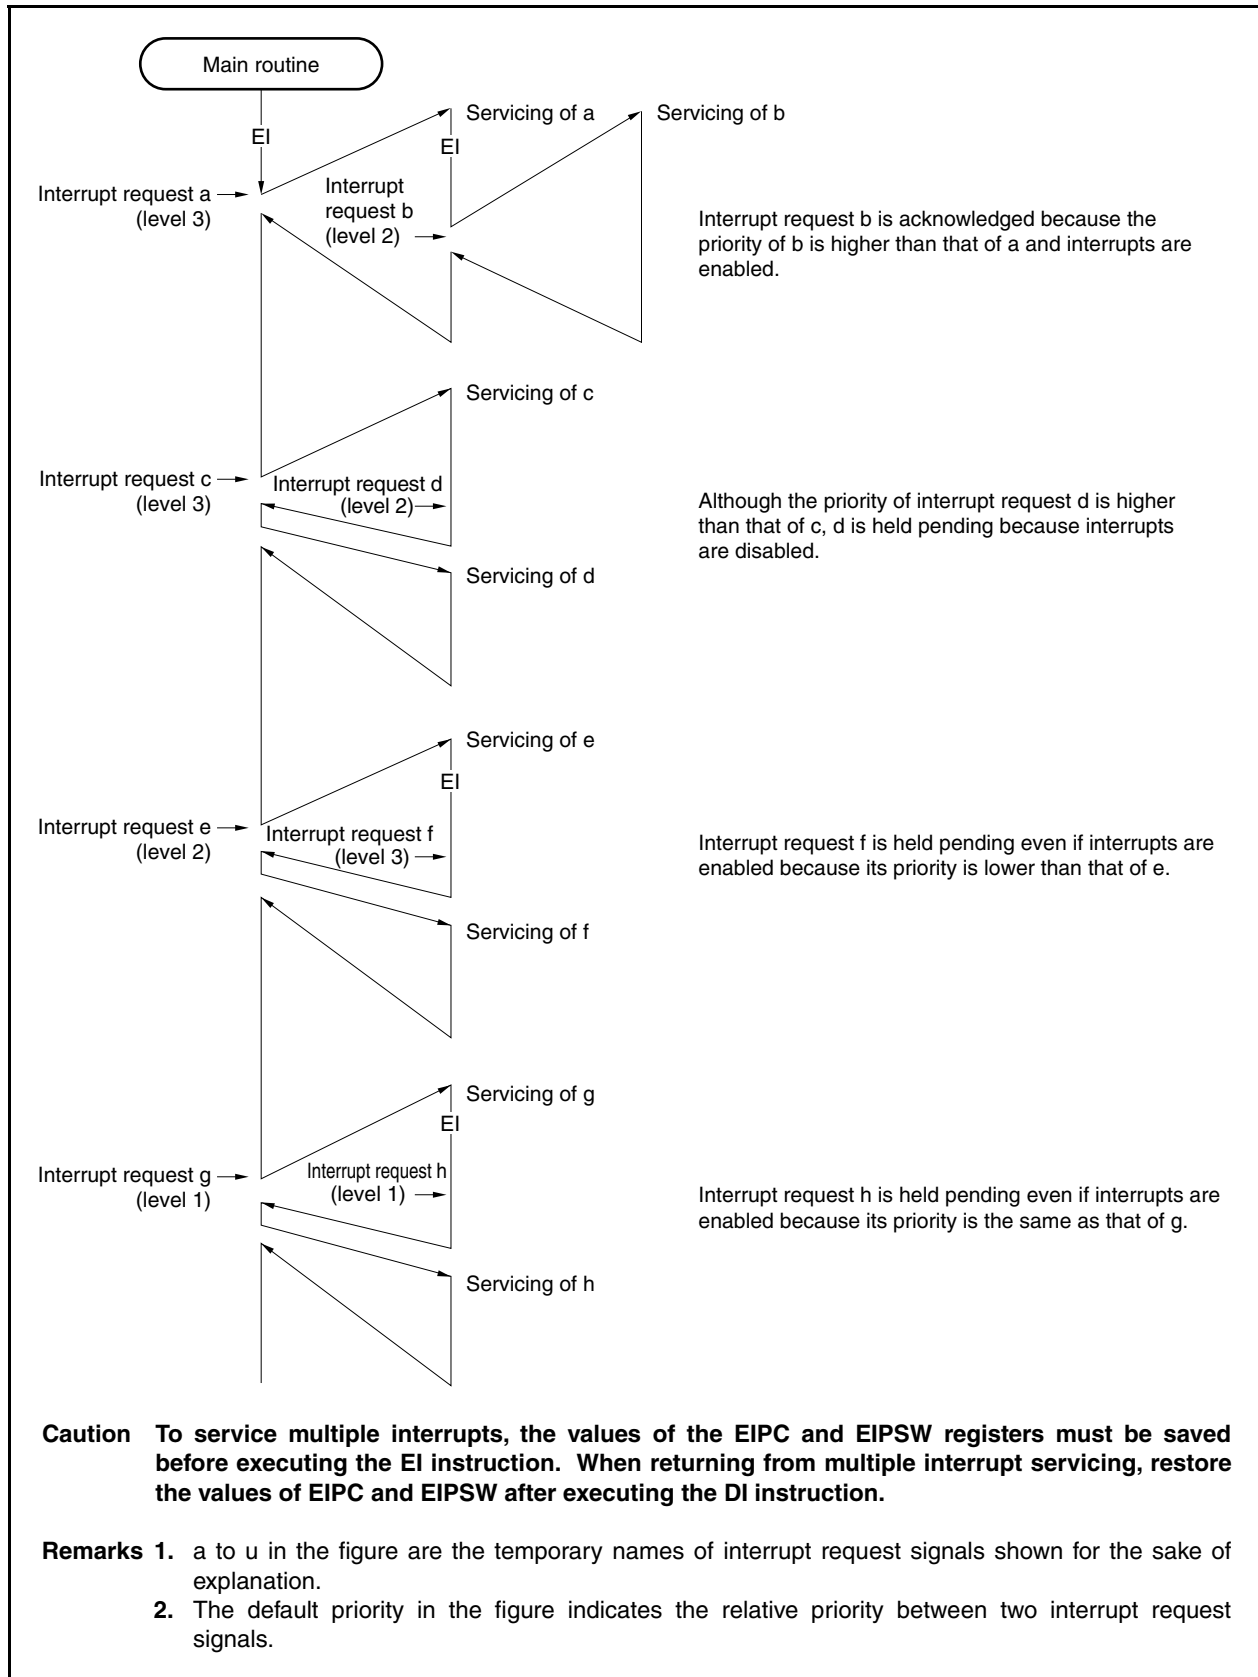 Main routine
EI
Servicing of a
Servicing of b
EI
Interrupt request a
(level 3)
Interrupt
request b
(level 2)
Interrupt request b is acknowledged because the
priority of b is higher than that of a and interrupts are
enabled.
Servicing of c
Interrupt request c
(level 3)
Interrupt request d
(level 2)
Although the priority of interrupt request d is higher
than that of c, d is held pending because interrupts
are disabled.
Servicing of d
Servicing of e
EI
Interrupt request e
(level 2)
Interrupt request f
(level 3)
Interrupt request f is held pending even if interrupts are
enabled because its priority is lower than that of e.
Servicing of f
Servicing of g
EI
Interrupt request g
(level 1)
Interrupt request h
(level 1)
Interrupt request h is held pending even if interrupts are
enabled because its priority is the same as that of g.
Servicing of h
Caution To service multiple interrupts, the values of the EIPC and EIPSW registers must be saved
before executing the EI instruction. When returning from multiple interrupt servicing, restore
the values of EIPC and EIPSW after executing the DI instruction.
Remarks 1. a to u in the figure are the temporary names of interrupt request signals shown for the sake of
explanation.
2. The default priority in the figure indicates the relative priority between two interrupt request
signals.